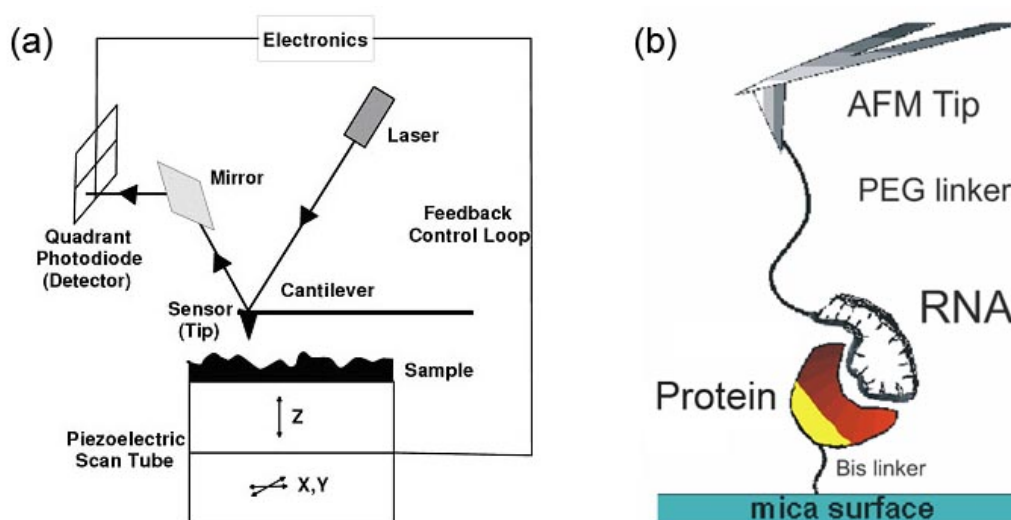 (a)
Electronics
Laser
Mirror
Quadrant
Photodiode
(Detector)
Feedback
Control Loop
Cantilever
Sensor
(Tip)
Sample
Z
Piezoelectric
Scan Tube
X,Y
(b)
AFM Tip
PEG linker
RNA
Protein
Bis linker
mica surface